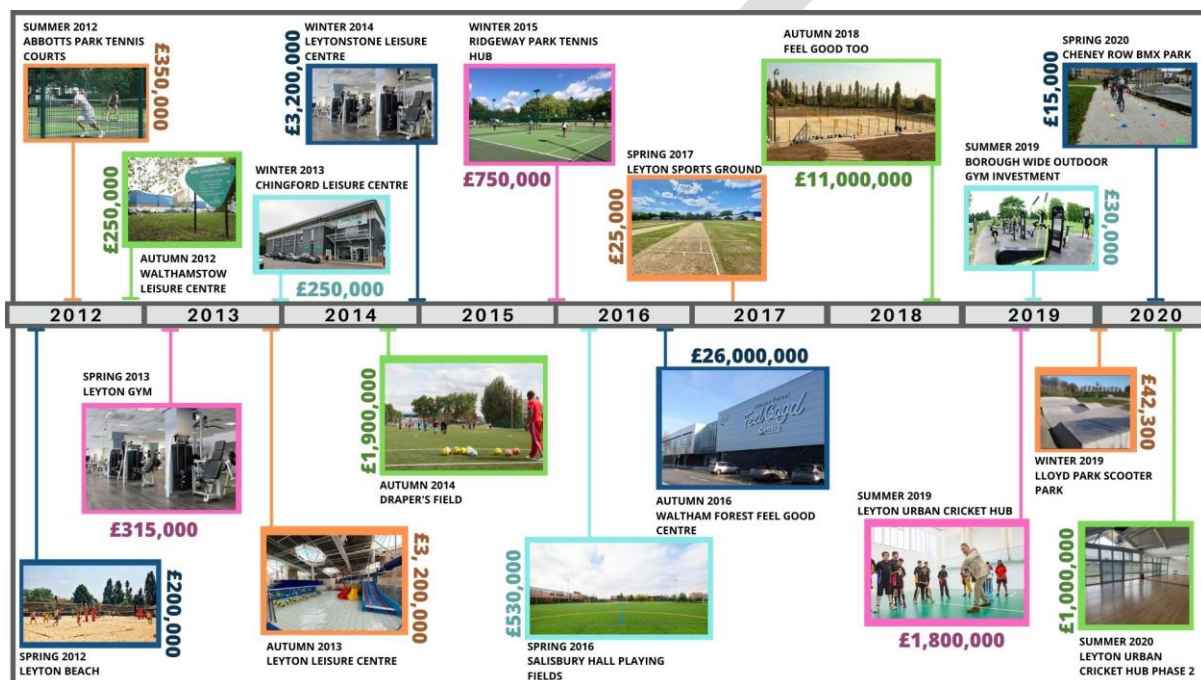 SUMMER 2012
ABBOTTS PARK TENNIS
COURTS
£350,000
£250,000
WALTHAMSTOW
AUTUMN 2012
WALTHAMSTOW
LEISURE CENTRE
WINTER 2014
LEYTONSTONE LEISURE
CENTRE
£3,200,000
WINTER 2013
CHINGFORD LEISURE CENTRE
£250,000
WINTER 2015
RIDGEWAY PARK TENNIS
HUB
£750,000
SPRING 2017
LEYTON SPORTS GROUND
£25,000
AUTUMN 2018
FEEL GOOD TOO
£11,000,000
SUMMER 2019
BOROUGH WIDE OUTDOOR
GYM INVESTMENT
£30,000
SPRING 2020
CHENEY ROW BMX PARK
£15,000
2012
2013
2014
2015
2016
2017
2018
2019
2020
SPRING 2013
LEYTON GYM
£315,000
£200,000
SPRING 2012
LEYTON BEACH
£3, 200,000
AUTUMN 2013
LEYTON LEISURE CENTRE
£1,900,000
AUTUMN 2014
DRAPER'S FIELD
£530,000
SPRING 2016
SALISBURY HALL PLAYING
FIELDS
£26,000,000
Waltham Forest
Feel Good
CENTRE
AUTUMN 2016
WALTHAM FOREST FEEL GOOD
CENTRE
SUMMER 2019
LEYTON URBAN CRICKET HUB
£1,800,000
£42,300
WINTER 2019
LLOYD PARK SCOOTER
PARK
£1,000,000
SUMMER 2020
LEYTON URBAN
CRICKET HUB PHASE 2